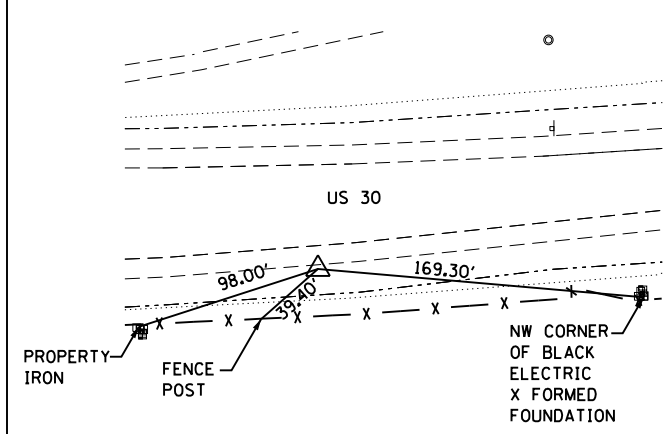 US 30
98.00'
39.40'
169.30'
PROPERTY
IRON
FENCE
POST
NW CORNER
OF BLACK
ELECTRIC
X FORMED
FOUNDATION